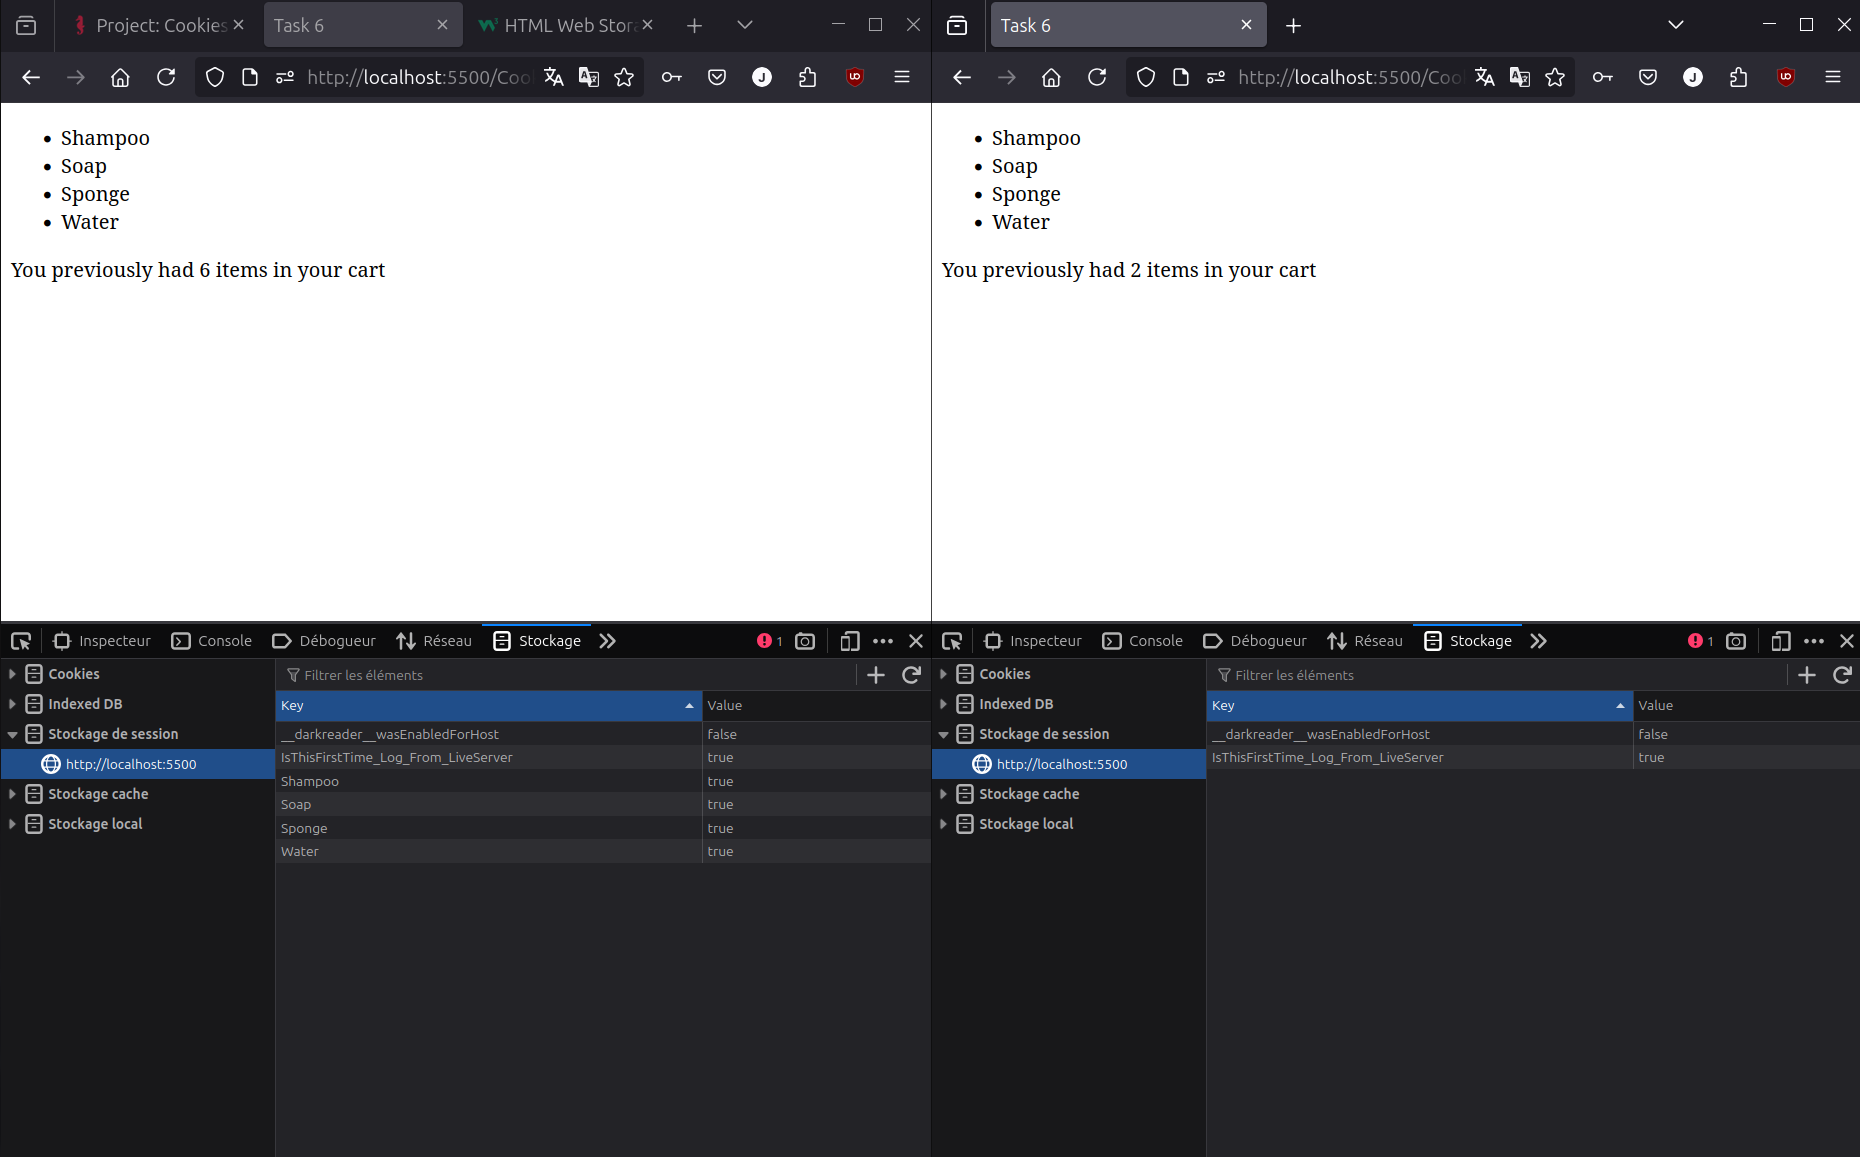 Project: Cookies
Task 6
HTML Web Stora
http://localhost:5500/Cool
Shampoo
Soap
Sponge
Water
You previously had 6 items in your cart
Inspecteur
Console
Débogueur
Réseau
Stockage
1
Cookies
Indexed DB
Stockage de session
http://localhost:5500
Stockage cache
Stockage local
Filtrer les éléments
Key Value
__darkreader__wasEnabledForHost false
IsThisFirstTime_Log_From_LiveServer true
Shampoo true
Soap true
Sponge true
Water true
Task 6
http://localhost:5500/Cool
Shampoo
Soap
Sponge
Water
You previously had 2 items in your cart
Inspecteur
Console
Débogueur
Réseau
Stockage
1
Cookies
Indexed DB
Stockage de session
http://localhost:5500
Stockage cache
Stockage local
Filtrer les éléments
Key Value
__darkreader__wasEnabledForHost false
IsThisFirstTime_Log_From_LiveServer true